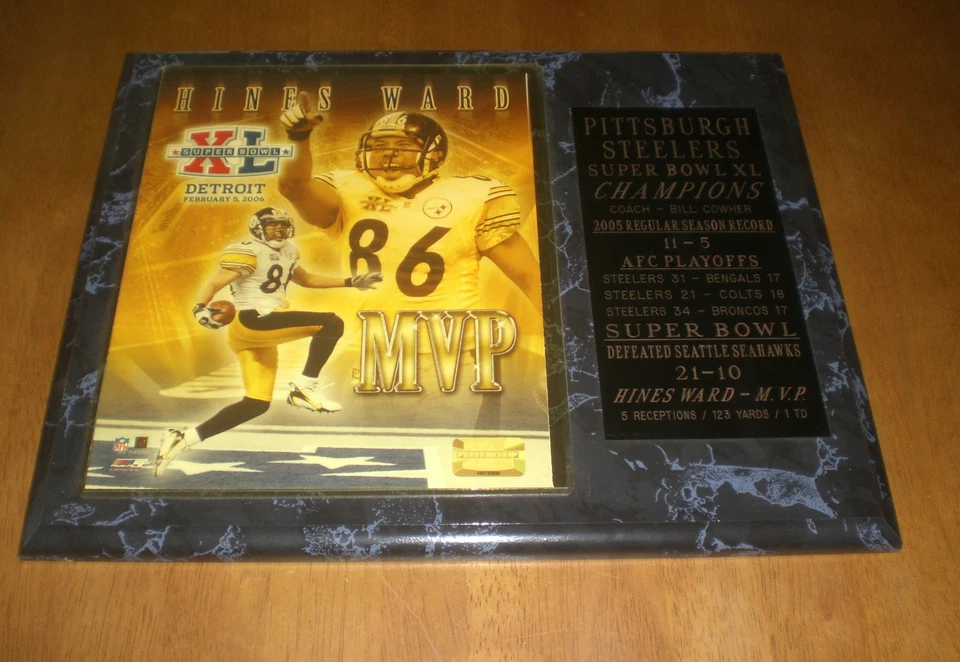 HINES WARD
XL
SUPER BOWL
DETROIT
FEBRUARY 5, 2006
86
86
MVP
NFL
PITTSBURGH
STEELERS
SUPER BOWL XL
CHAMPIONS
COACH - BILL COWHER
2005 REGULAR SEASON RECORD
11-5
AFC PLAYOFFS
STEELERS 31 - BENGALS 17
STEELERS 21 - COLTS 18
STEELERS 34 - BRONCOS 17
SUPER BOWL
DEFEATED SEATTLE SEAHAWKS
21-10
HINES WARD - M.V.P.
5 RECEPTIONS / 123 YARDS / 1 TD